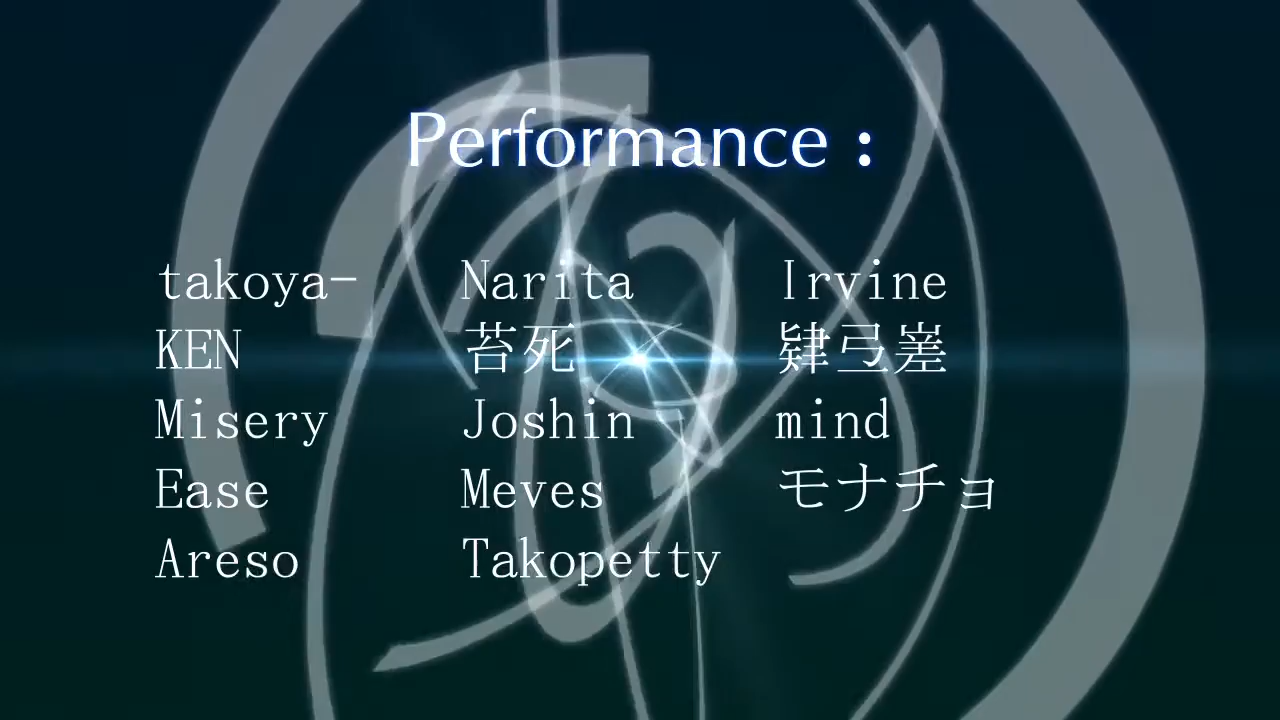 Performance :
takoya- Narita Irvine
KEN 苔死 肄弖嵳
Misery Joshin mind
Ease Meves モナチョ
Areso Takopetty